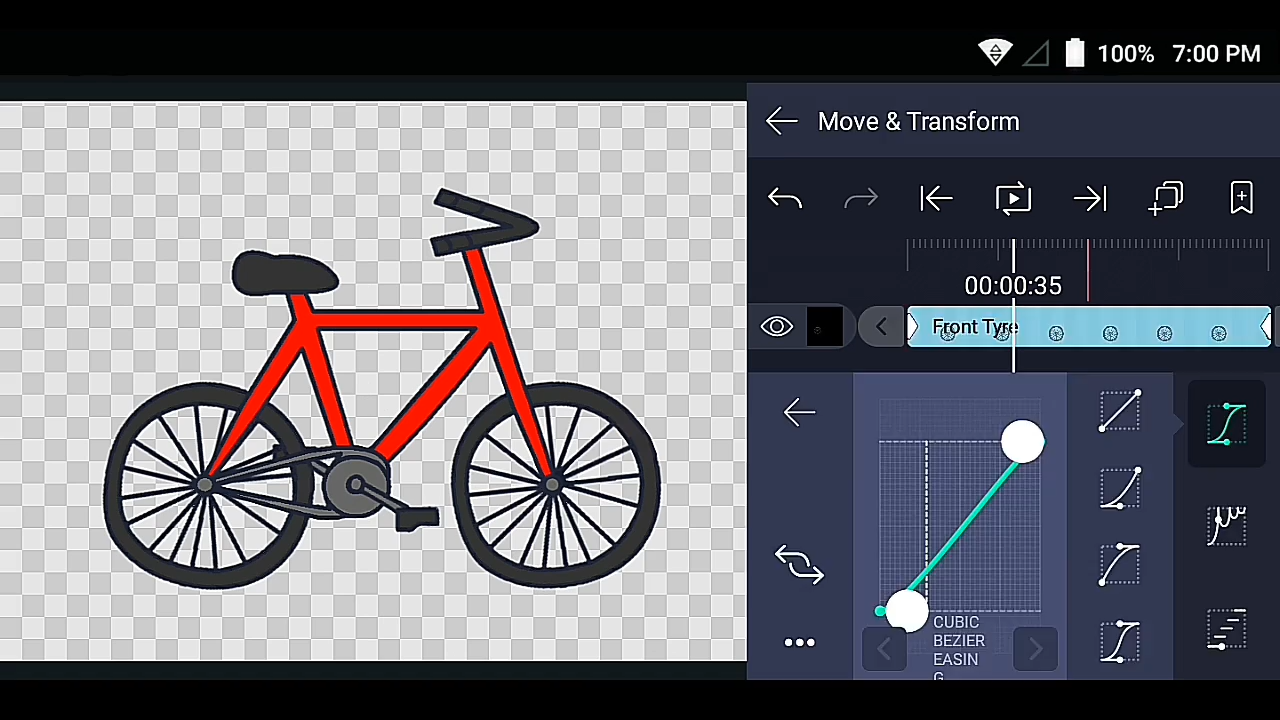 100% 7:00 PM
Move & Transform
00:00:35
Front Tyre
CUBIC
BEZIER
EASIN
G